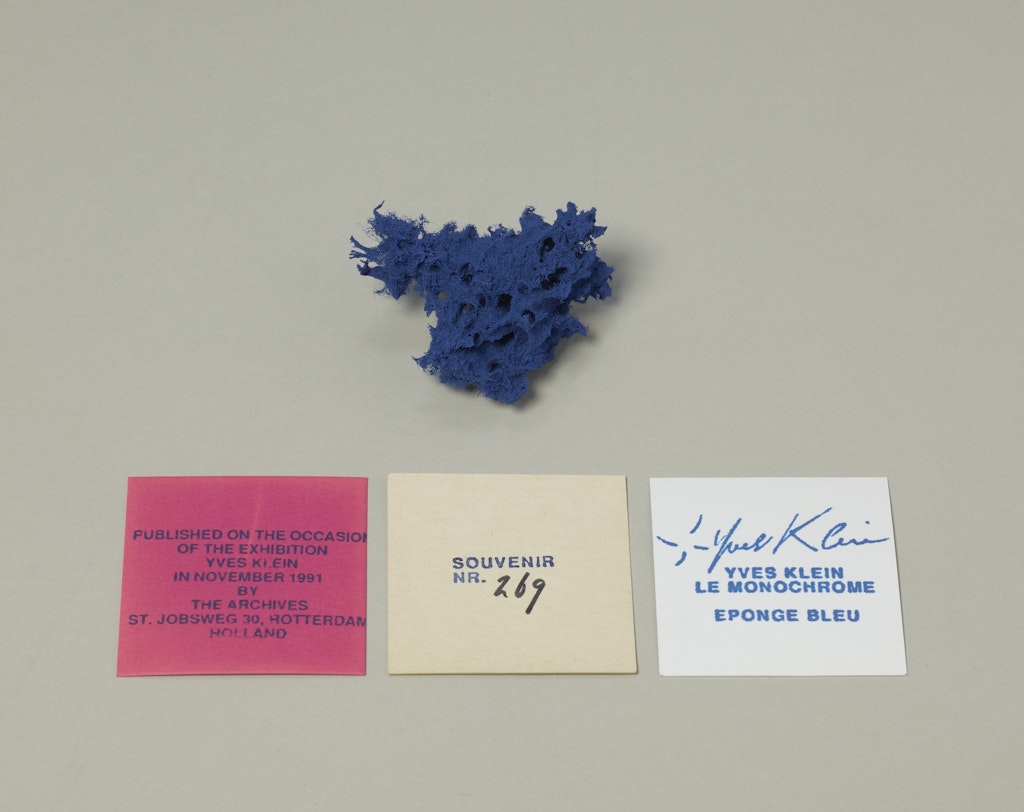 PUBLISHED ON THE OCCASION
OF THE EXHIBITION
YVES KLEIN
IN NOVEMBER 1991
BY
THE ARCHIVES
ST. JOBSWEG 30, ROTTERDAM
HOLLAND
SOUVENIR
NR. 269
Yves Klein
YVES KLEIN
LE MONOCHROME
EPONGE BLEU